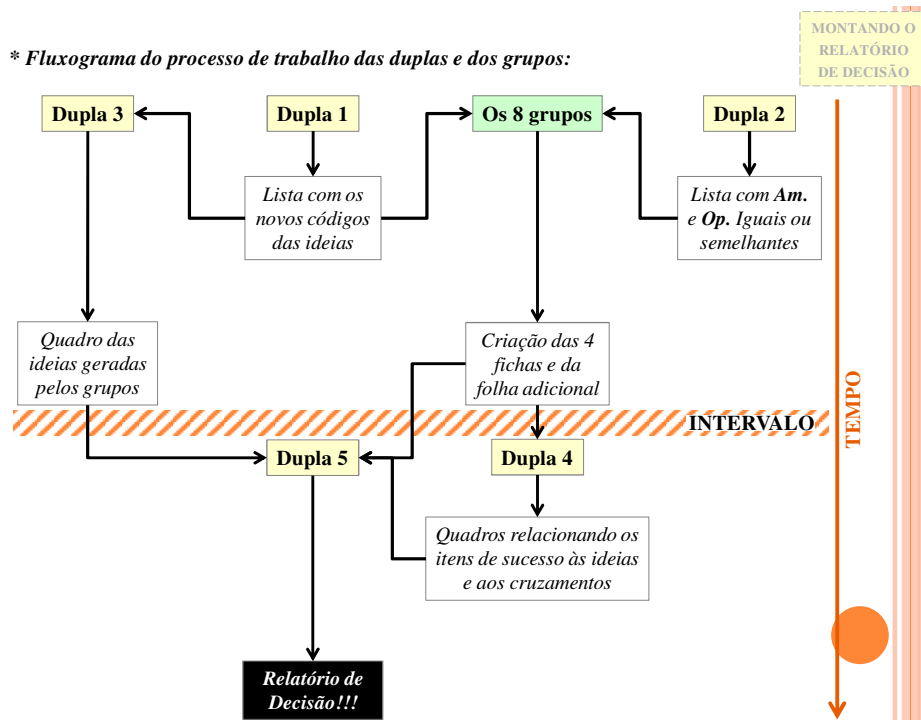 MONTANDO O
RELATÓRIO
DE DECISÃO
* Fluxograma do processo de trabalho das duplas e dos grupos:
Dupla 3
Dupla 1
Os 8 grupos
Dupla 2
Lista com os
novos códigos
das ideias
Lista com Am.
e Op. Iguais ou
semelhantes
Quadro das
ideias geradas
pelos grupos
Criação das 4
fichas e da
folha adicional
INTERVALO
TEMPO
Dupla 5
Dupla 4
Quadros relacionando os
itens de sucesso às ideias
e aos cruzamentos
Relatório de
Decisão!!!